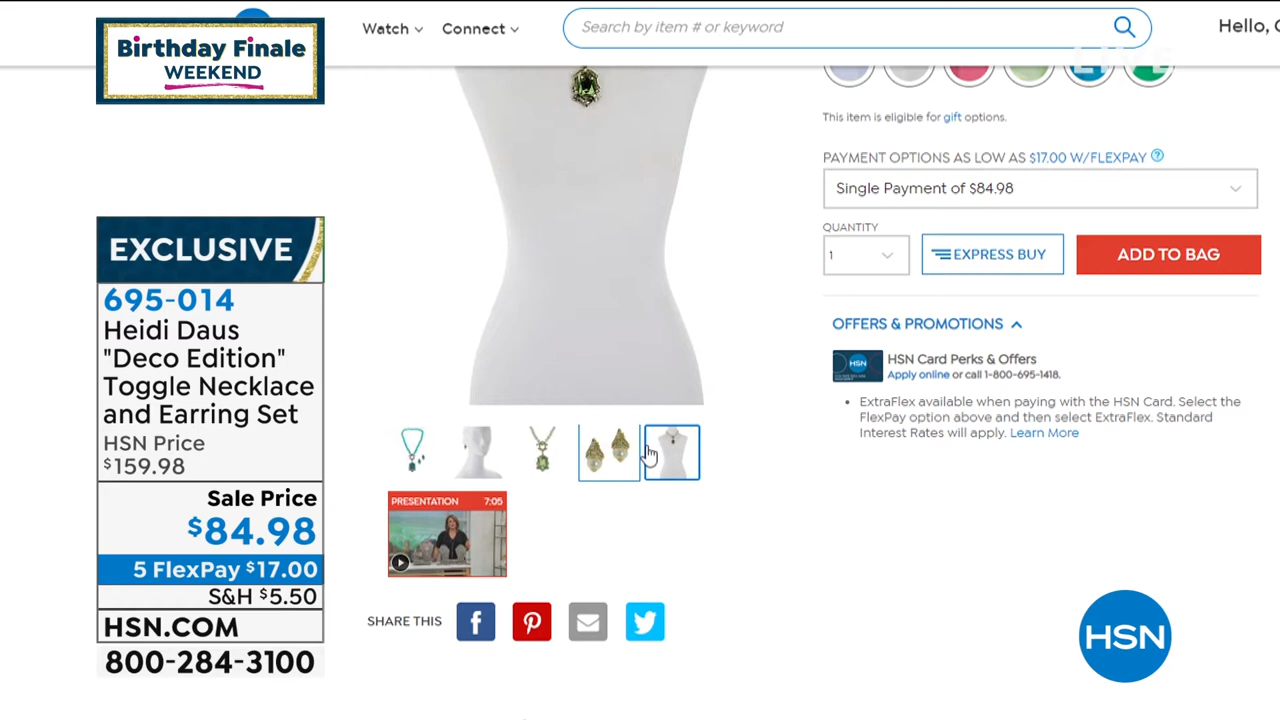 Birthday Finale
WEEKEND
Watch
Connect
Search by item # or keyword
Hello,
LIVE
This item is eligible for gift options.
PAYMENT OPTIONS AS LOW AS $17.00 W/FLEXPAY ?
Single Payment of $84.98
QUANTITY
1
EXPRESS BUY
ADD TO BAG
OFFERS & PROMOTIONS
HSN
HSN Card Perks & Offers
Apply online or call 1-800-695-1418.
• ExtraFlex available when paying with the HSN Card. Select the
FlexPay option above and then select ExtraFlex. Standard
Interest Rates will apply. Learn More
EXCLUSIVE
695-014
Heidi Daus
"Deco Edition"
Toggle Necklace
and Earring Set
HSN Price
$159.98
Sale Price
$84.98
5 FlexPay $17.00
S&H $5.50
HSN.COM
800-284-3100
PRESENTATION 7:05
SHARE THIS
HSN